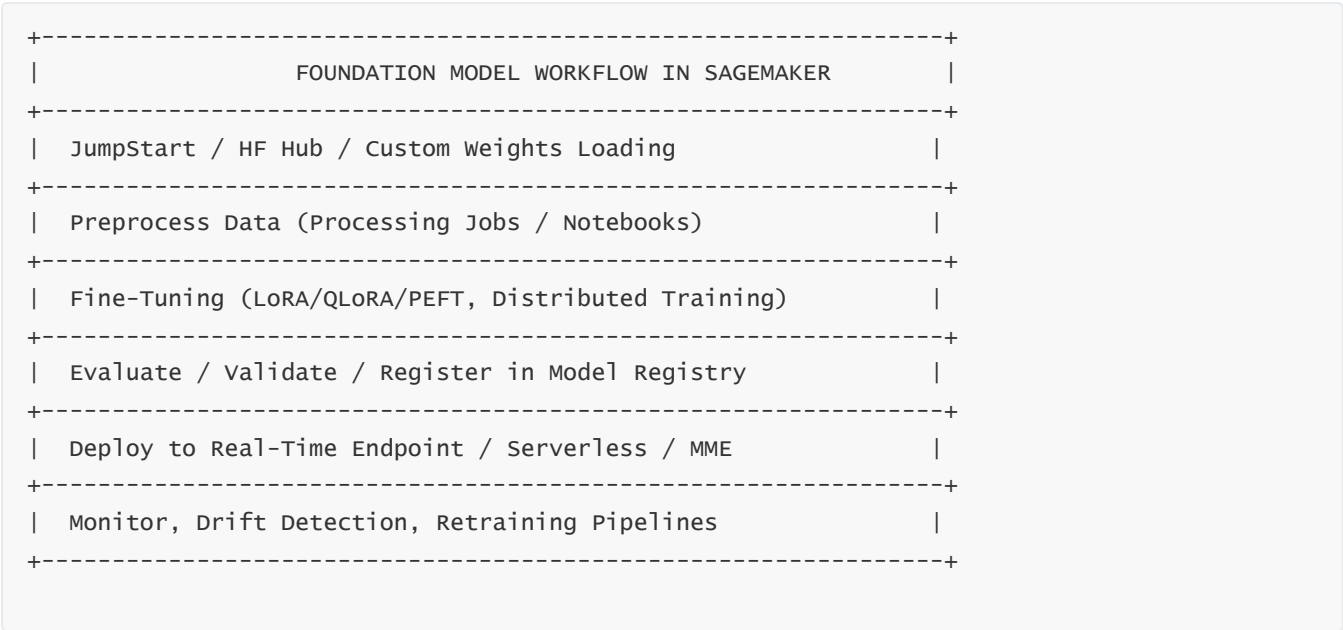 +----------------------------------------------------------------+
|                   FOUNDATION MODEL WORKFLOW IN SAGEMAKER        |
+----------------------------------------------------------------+
|  JumpStart / HF Hub / Custom Weights Loading                  |
+----------------------------------------------------------------+
|  Preprocess Data (Processing Jobs / Notebooks)                |
+----------------------------------------------------------------+
|  Fine-Tuning (LoRA/QLoRA/PEFT, Distributed Training)          |
+----------------------------------------------------------------+
|  Evaluate / Validate / Register in Model Registry             |
+----------------------------------------------------------------+
|  Deploy to Real-Time Endpoint / Serverless / MME              |
+----------------------------------------------------------------+
|  Monitor, Drift Detection, Retraining Pipelines               |
+----------------------------------------------------------------+